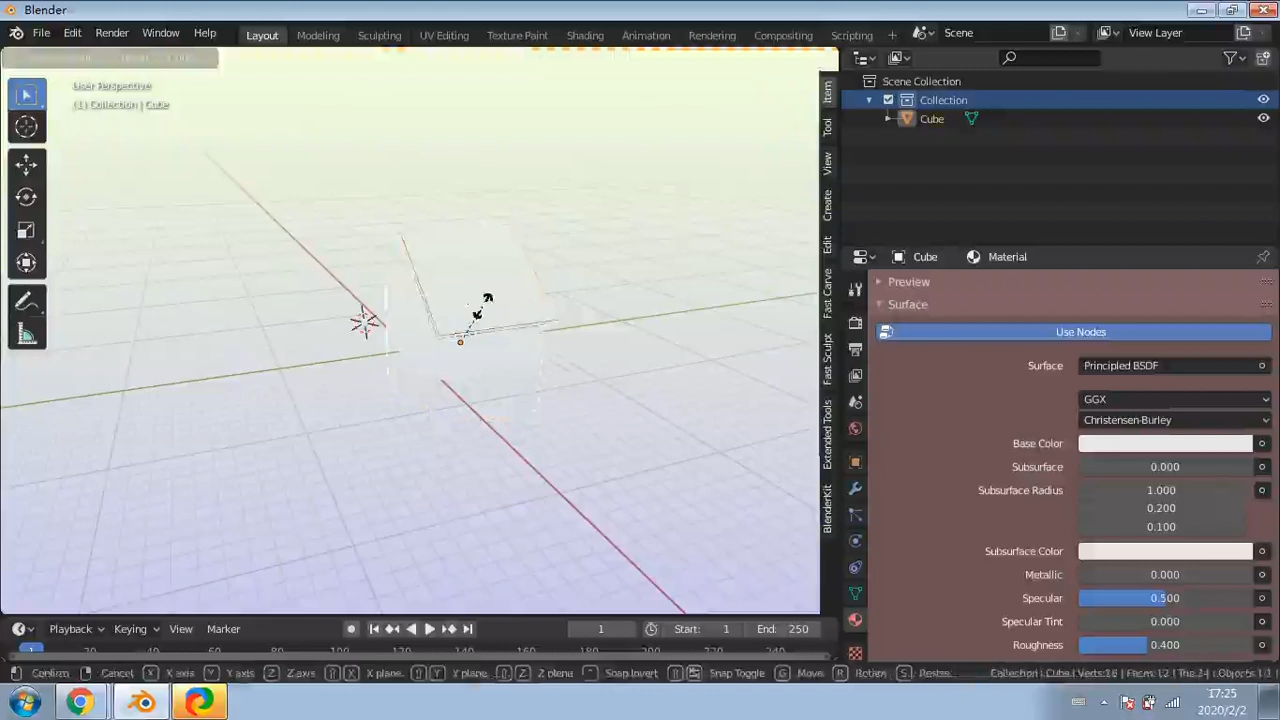 Blender
File Edit Render Window Help Layout Modeling Sculpting UV Editing Texture Paint Shading Animation Rendering Compositing Scripting + Scene View Layer
User Perspective
(1) Collection | Cube
Item
Tool
View
Create
Edit
Fast Carve
Fast Sculpt
Extended Tools
BlenderKit
Scene Collection
Collection
Cube
Cube Material
Preview
Surface
Use Nodes
Surface Principled BSDF
GGX
Christensen-Burley
Base Color
Subsurface 0.000
Subsurface Radius 1.000
0.200
0.100
Subsurface Color
Metallic 0.000
Specular 0.500
Specular Tint 0.000
Roughness 0.400
Playback Keying View Marker 1 Start: 1 End: 250
Confirm Cancel X X axis Y Y axis Z Z axis X X plane Y Y plane Z Z plane Snap Invert Snap Toggle G Move R Rotation S Resize
17:25
2020/2/2